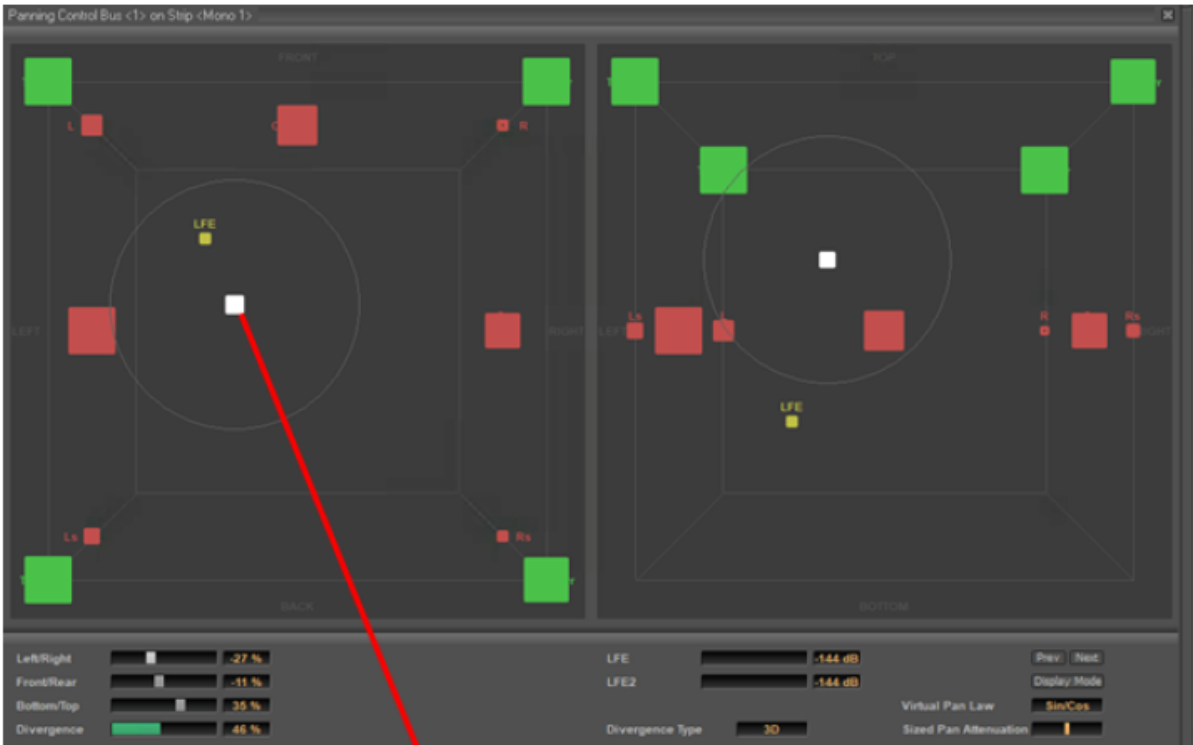 Panning Control Bus <1> on Strip <Mono 1>
FRONT
TOP
L
R
LFE
LEFT
RIGHT
Ls
L
LEFT
R
Rs
RIGHT
LFE
Ls
Rs
BACK
BOTTOM
Left/Right -27 %
Front/Rear -11 %
Bottom/Top 35 %
Divergence 46 %
LFE -144 dB
LFE2 -144 dB
Divergence Type 3D
Prev Next
Display Mode
Virtual Pan Law Sin/Cos
Sized Pan Attenuation